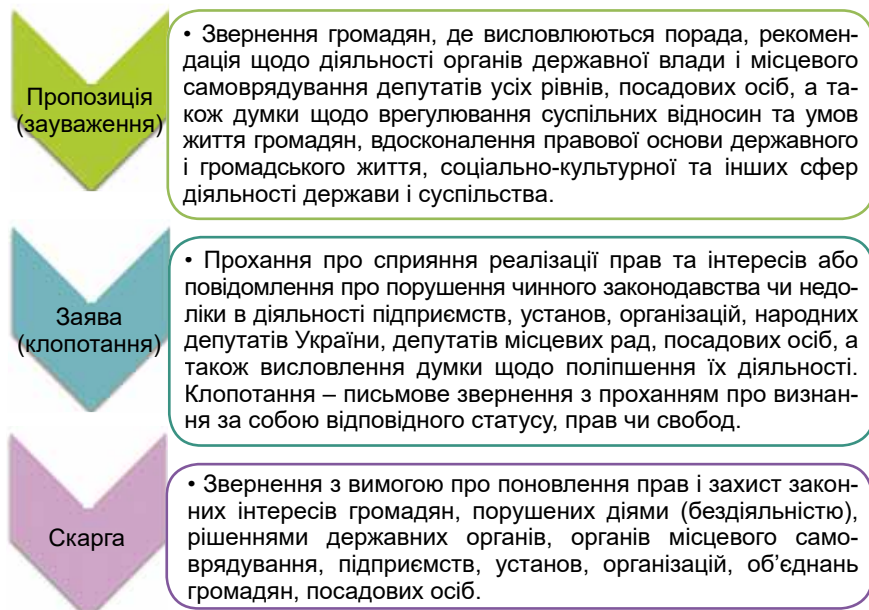 Пропозиція
(зауваження)
• Звернення громадян, де висловлюються порада, рекомен-
дація щодо діяльності органів державної влади і місцевого
самоврядування депутатів усіх рівнів, посадових осіб, а та-
кож думки щодо врегулювання суспільних відносин та умов
життя громадян, вдосконалення правової основи державного
і громадського життя, соціально-культурної та інших сфер
діяльності держави і суспільства.
Заява
(клопотання)
• Прохання про сприяння реалізації прав та інтересів або
повідомлення про порушення чинного законодавства чи недо-
ліки в діяльності підприємств, установ, організацій, народних
депутатів України, депутатів місцевих рад, посадових осіб, а
також висловлення думки щодо поліпшення їх діяльності.
Клопотання – письмове звернення з проханням про визнан-
ня за собою відповідного статусу, прав чи свобод.
Скарга
• Звернення з вимогою про поновлення прав і захист закон-
них інтересів громадян, порушених діями (бездіяльністю),
рішеннями державних органів, органів місцевого само-
врядування, підприємств, установ, організацій, об’єднань
громадян, посадових осіб.